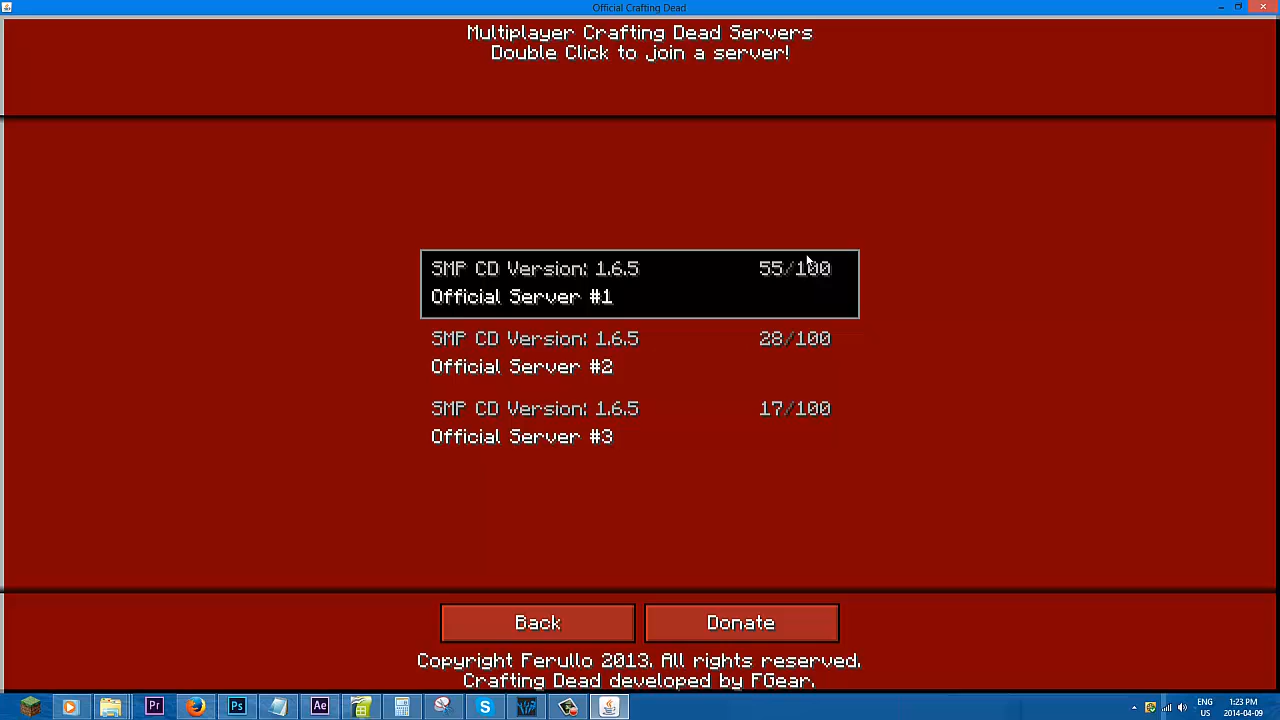 Official Crafting Dead
Multiplayer Crafting Dead Servers
Double Click to join a server!
SMP CD Version: 1.6.5 55/100
Official Server #1
SMP CD Version: 1.6.5 28/100
Official Server #2
SMP CD Version: 1.6.5 17/100
Official Server #3
Back Donate
Copyright Ferullo 2013. All rights reserved.
Crafting Dead developed by FGear.
Pr Ps Ae S
ENG 1:23 PM
US 2014-04-09